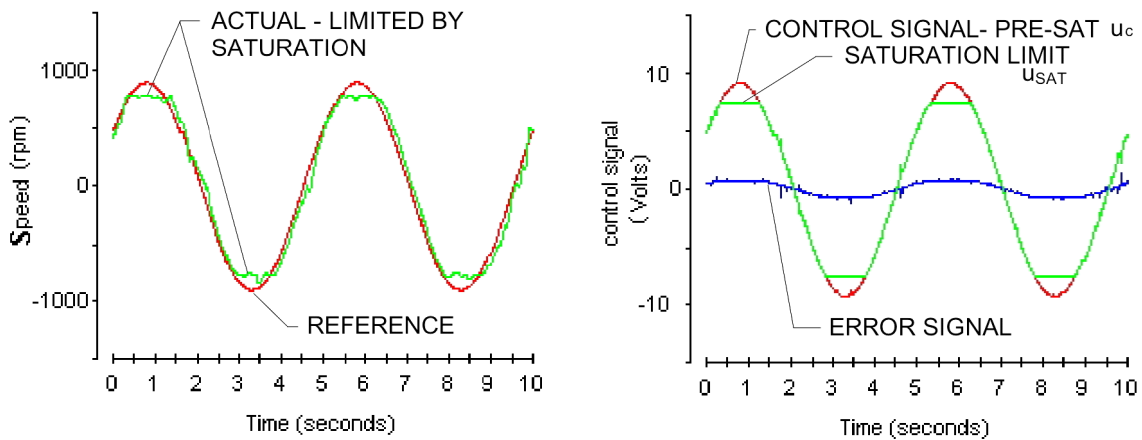 ACTUAL - LIMITED BY
SATURATION
1000
0
-1000
Speed (rpm)
REFERENCE
0 1 2 3 4 5 6 7 8 9 10
Time (seconds)
CONTROL SIGNAL- PRE-SAT uc
SATURATION LIMIT
uSAT
10
0
-10
control signal
(Volts)
ERROR SIGNAL
0 1 2 3 4 5 6 7 8 9 10
Time (seconds)